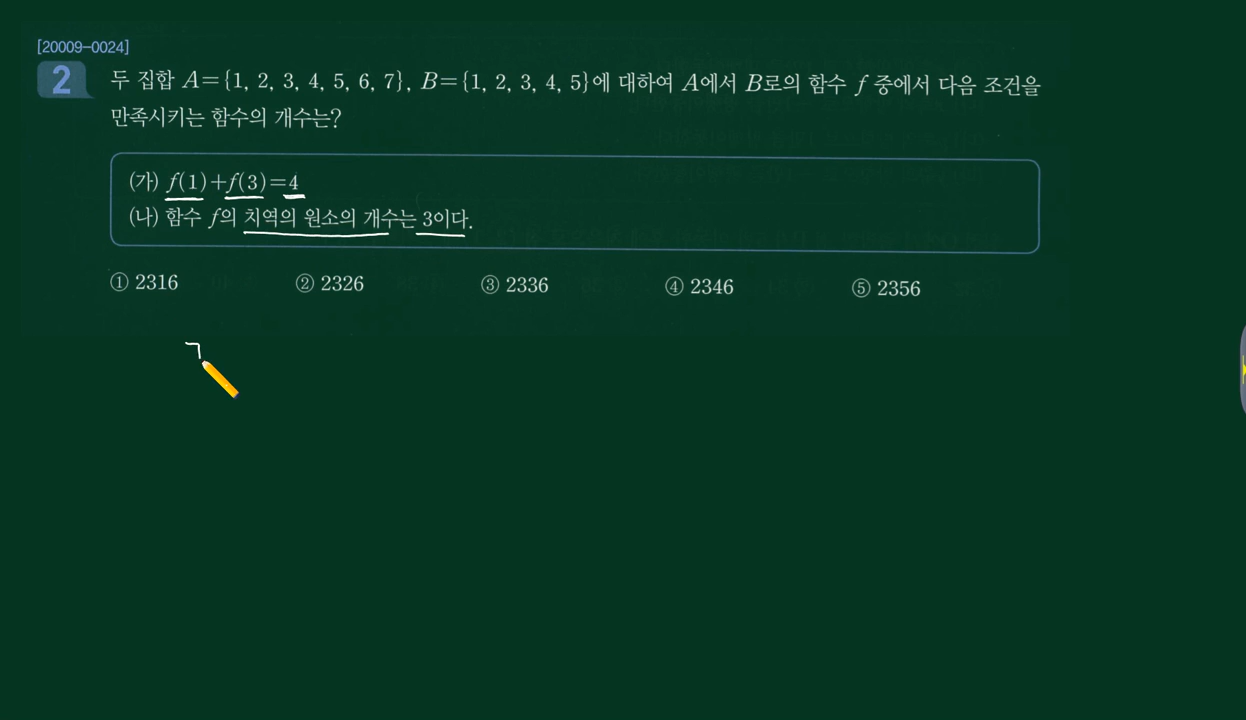 [20009-0024]
2 두 집합 A={1, 2, 3, 4, 5, 6, 7}, B={1, 2, 3, 4, 5}에 대하여 A에서 B로의 함수 f 중에서 다음 조건을
만족시키는 함수의 개수는?
(가) f(1)+f(3)=4
(나) 함수 f의 치역의 원소의 개수는 3이다.
① 2316 ② 2326 ③ 2336 ④ 2346 ⑤ 2356
ㄱ